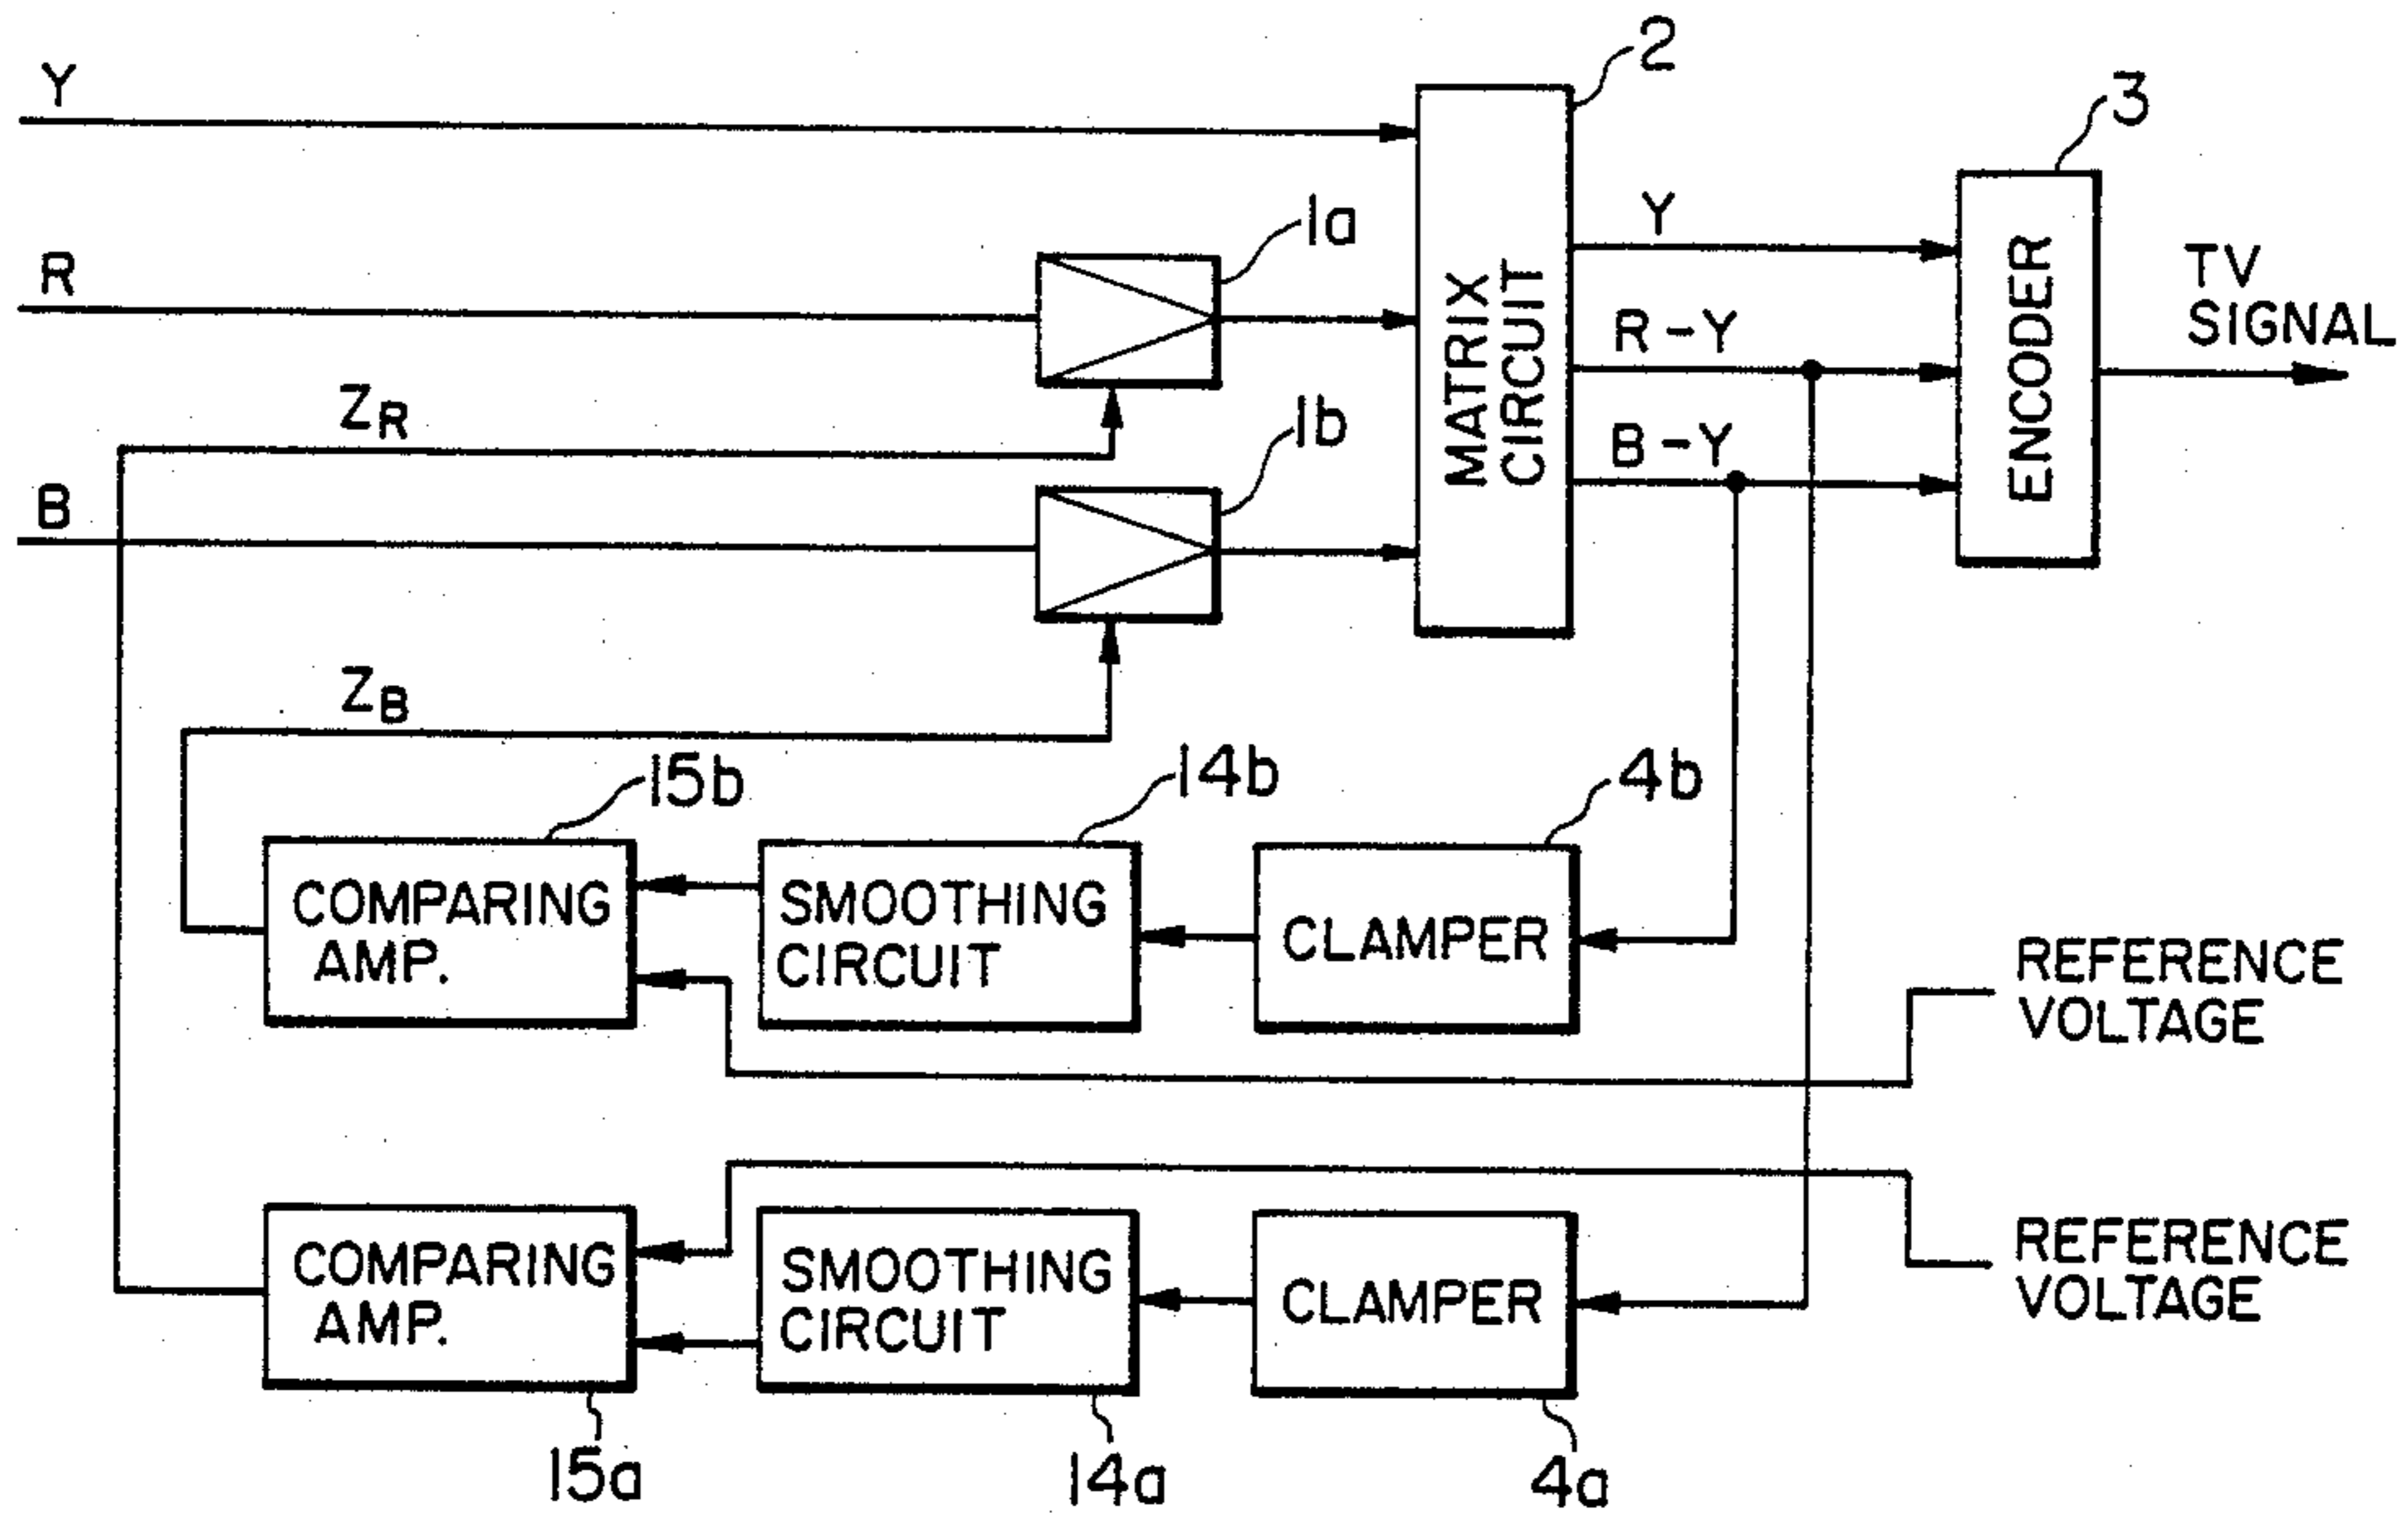 2
Y
3
1a
Y
R
TV
SIGNAL
R-Y
MATRIX
CIRCUIT
ENCODER
ZR
1b
B-Y
B
ZB
15b
14b
4b
COMPARING
AMP.
SMOOTHING
CIRCUIT
CLAMPER
REFERENCE
VOLTAGE
COMPARING
AMP.
SMOOTHING
CIRCUIT
CLAMPER
REFERENCE
VOLTAGE
15a
14a
4a